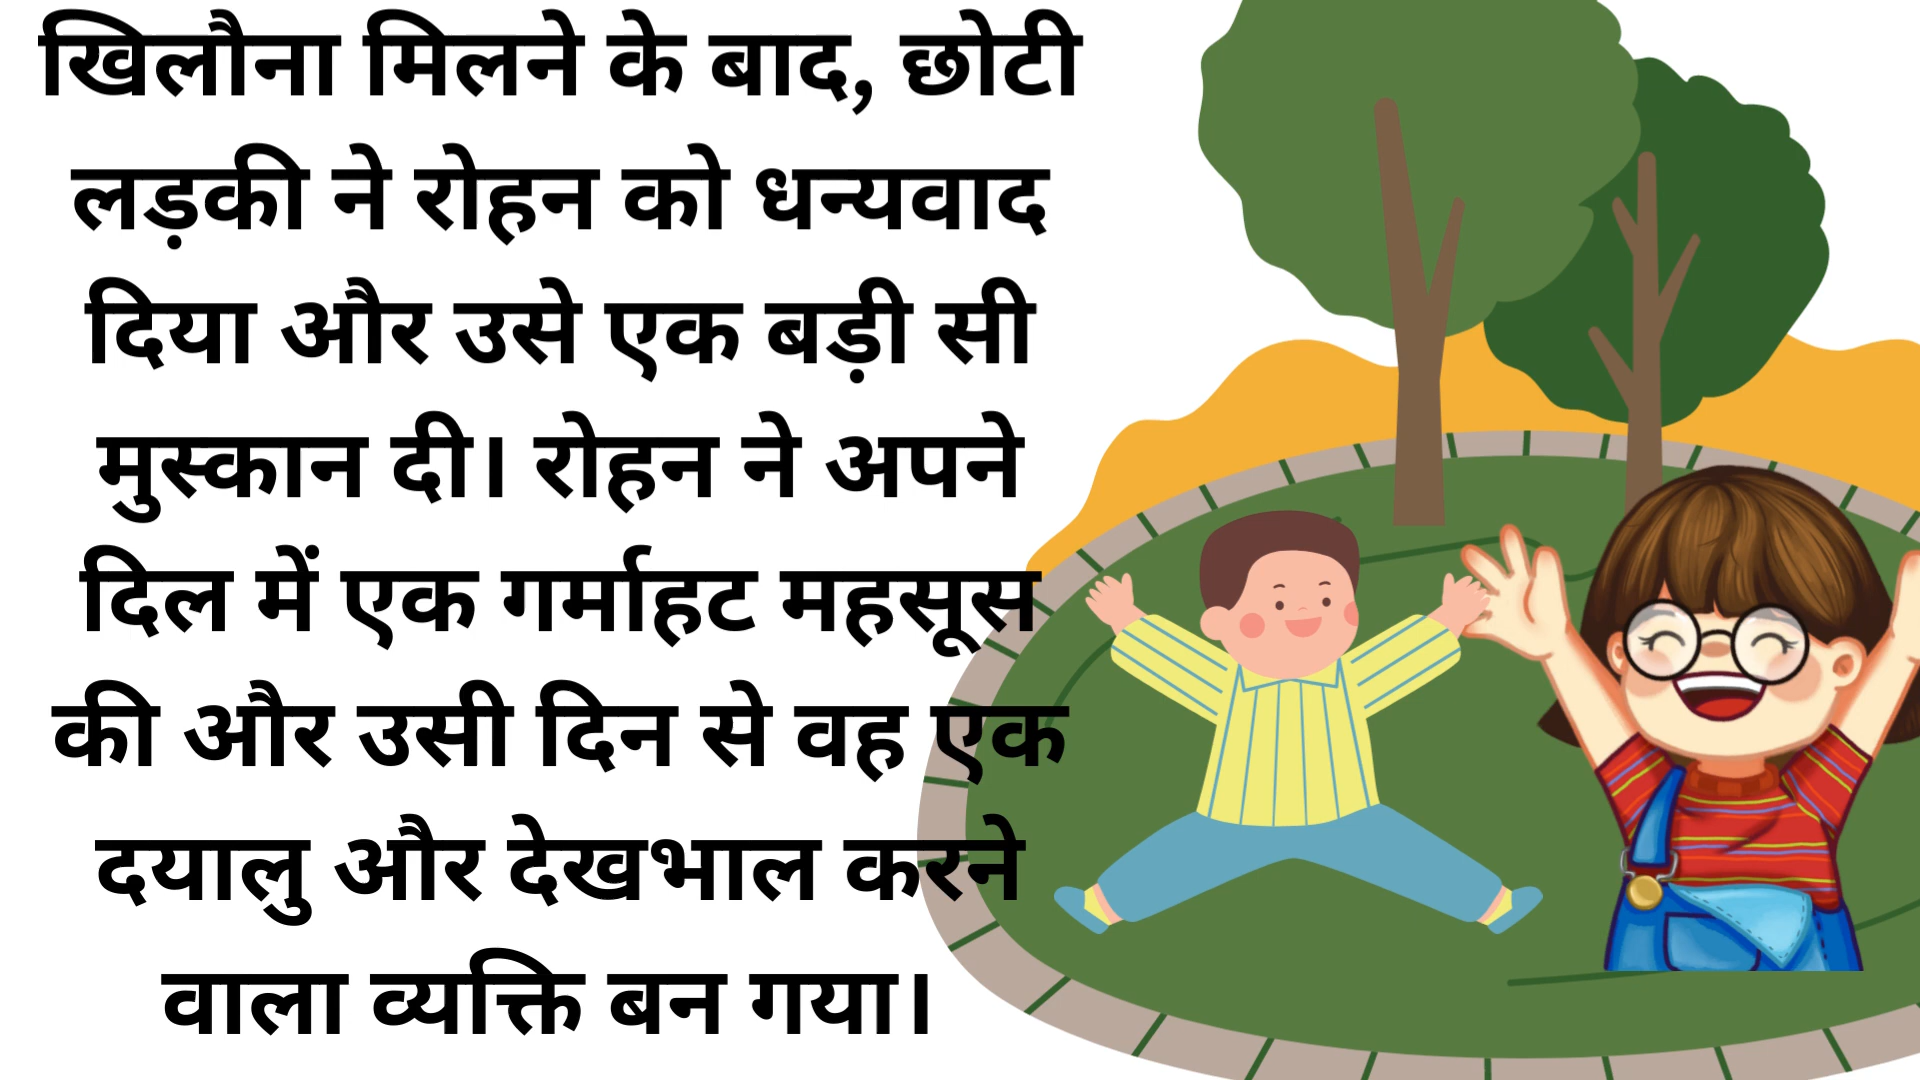 खिलौना मिलने के बाद, छोटी
लड़की ने रोहन को धन्यवाद
दिया और उसे एक बड़ी सी
मुस्कान दी। रोहन ने अपने
दिल में एक गर्माहट महसूस
की और उसी दिन से वह एक
दयालु और देखभाल करने
वाला व्यक्ति बन गया।